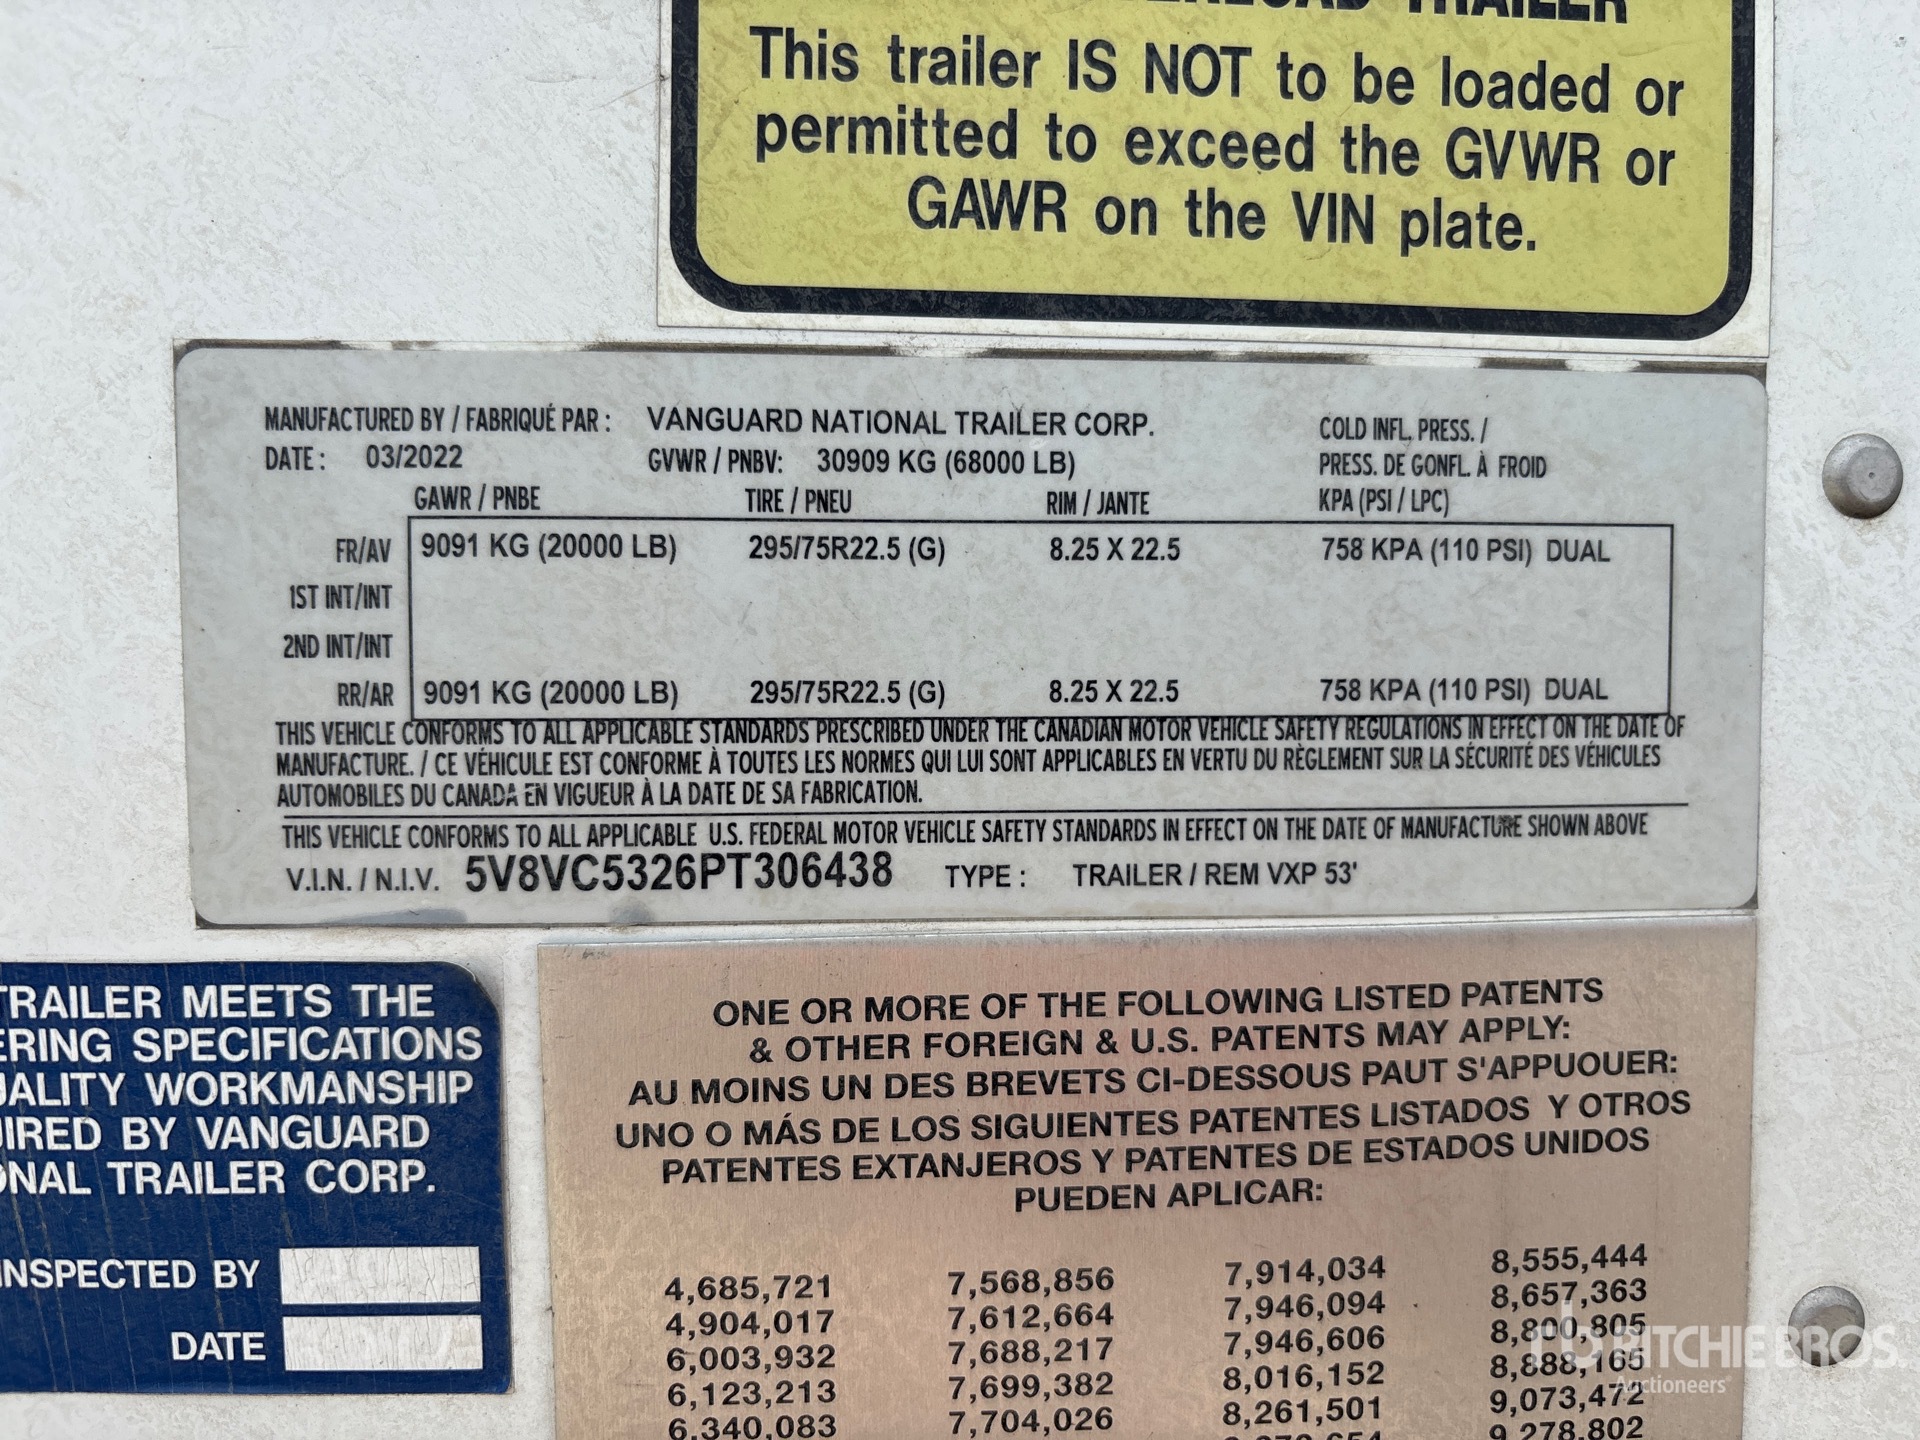 TRAILER
This trailer IS NOT to be loaded or
permitted to exceed the GVWR or
GAWR on the VIN plate.
MANUFACTURED BY / FABRIQUÉ PAR : VANGUARD NATIONAL TRAILER CORP.
DATE : 03/2022 GVWR / PNBV: 30909 KG (68000 LB)
COLD INFL. PRESS. /
PRESS. DE GONFL. À FROID
GAWR / PNBE TIRE / PNEU RIM / JANTE KPA (PSI / LPC)
FR/AV 9091 KG (20000 LB) 295/75R22.5 (G) 8.25 X 22.5 758 KPA (110 PSI) DUAL
1ST INT/INT
2ND INT/INT
RR/AR 9091 KG (20000 LB) 295/75R22.5 (G) 8.25 X 22.5 758 KPA (110 PSI) DUAL
THIS VEHICLE CONFORMS TO ALL APPLICABLE STANDARDS PRESCRIBED UNDER THE CANADIAN MOTOR VEHICLE SAFETY REGULATIONS IN EFFECT ON THE DATE OF
MANUFACTURE. / CE VÉHICULE EST CONFORME À TOUTES LES NORMES QUI LUI SONT APPLICABLES EN VERTU DU RÈGLEMENT SUR LA SÉCURITÉ DES VÉHICULES
AUTOMOBILES DU CANADA EN VIGUEUR À LA DATE DE SA FABRICATION.
THIS VEHICLE CONFORMS TO ALL APPLICABLE U.S. FEDERAL MOTOR VEHICLE SAFETY STANDARDS IN EFFECT ON THE DATE OF MANUFACTURE SHOWN ABOVE
V.I.N. / N.I.V. 5V8VC5326PT306438 TYPE : TRAILER / REM VXP 53'
TRAILER MEETS THE
ERING SPECIFICATIONS
UALITY WORKMANSHIP
IRED BY VANGUARD
ONAL TRAILER CORP.
INSPECTED BY
DATE
ONE OR MORE OF THE FOLLOWING LISTED PATENTS
& OTHER FOREIGN & U.S. PATENTS MAY APPLY:
AU MOINS UN DES BREVETS CI-DESSOUS PAUT S'APPUOUER:
UNO O MÁS DE LOS SIGUIENTES PATENTES LISTADOS Y OTROS
PATENTES EXTANJEROS Y PATENTES DE ESTADOS UNIDOS
PUEDEN APLICAR:
4,685,721 7,568,856 7,914,034 8,555,444
4,904,017 7,612,664 7,946,094 8,657,363
6,003,932 7,688,217 7,946,606 8,800,805
6,123,213 7,699,382 8,016,152 8,888,165
6,340,083 7,704,026 8,261,501 9,073,472
9,278,802
RITCHIE BROS.
Auctioneers